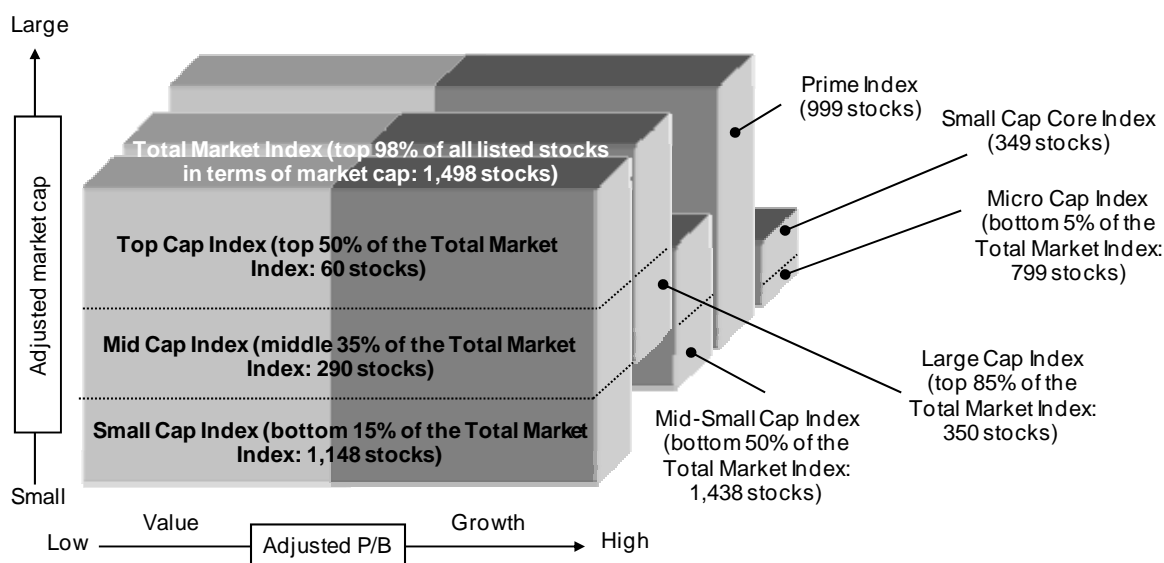 Large
Adjusted market cap
Small
Total Market Index (top 98% of all listed stocks
in terms of market cap: 1,498 stocks)
Top Cap Index (top 50% of the Total Market
Index: 60 stocks)
Mid Cap Index (middle 35% of the Total Market
Index: 290 stocks)
Small Cap Index (bottom 15% of the Total Market
Index: 1,148 stocks)
Prime Index
(999 stocks)
Small Cap Core Index
(349 stocks)
Micro Cap Index
(bottom 5% of the
Total Market Index:
799 stocks)
Large Cap Index
(top 85% of the
Total Market Index:
350 stocks)
Mid-Small Cap Index
(bottom 50% of the
Total Market Index:
1,438 stocks)
Low
Value
Adjusted P/B
Growth
High